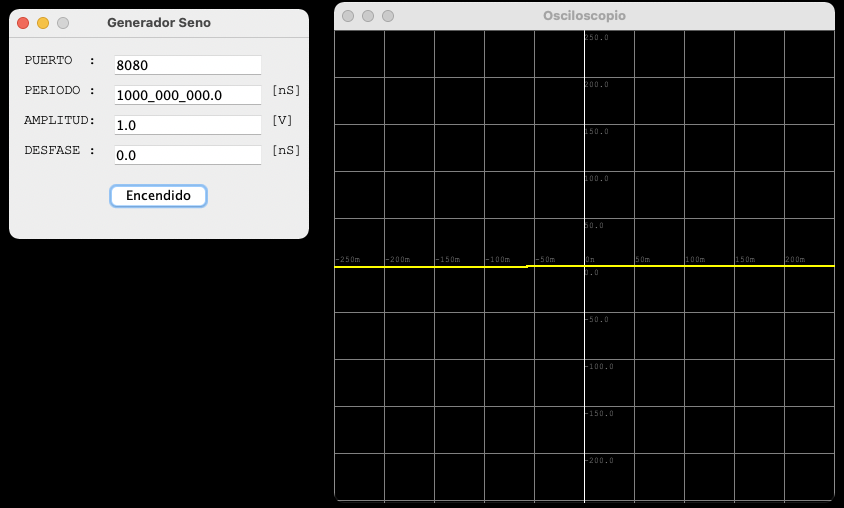 Generador Seno
PUERTO  : 8080
PERIODO : 1000_000_000.0 [nS]
AMPLITUD: 1.0 [V]
DESFASE : 0.0 [nS]
Encendido
Osciloscopio
250.0
200.0
150.0
100.0
50.0
-250m -200m -100m -50m 0n 50m 100m 150m 200m
0.0
-50.0
-100.0
-150.0
-200.0